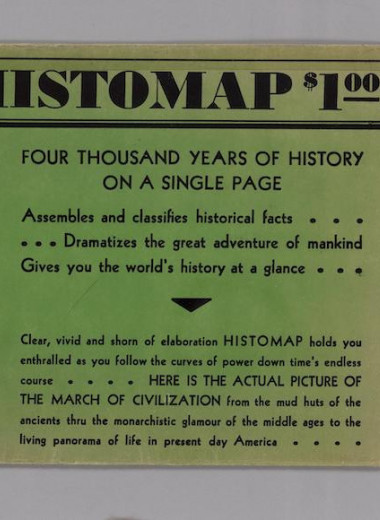 HISTOMAP $1.00
FOUR THOUSAND YEARS OF HISTORY
ON A SINGLE PAGE
Assembles and classifies historical facts • • •
• • • Dramatizes the great adventure of mankind
Gives you the world's history at a glance • • •
Clear, vivid and shorn of elaboration HISTOMAP holds you
enthralled as you follow the curves of power down time's endless
course • • • • HERE IS THE ACTUAL PICTURE OF
THE MARCH OF CIVILIZATION from the mud huts of the
ancients thru the monarchistic glamour of the middle ages to the
living panorama of life in present day America • • • •